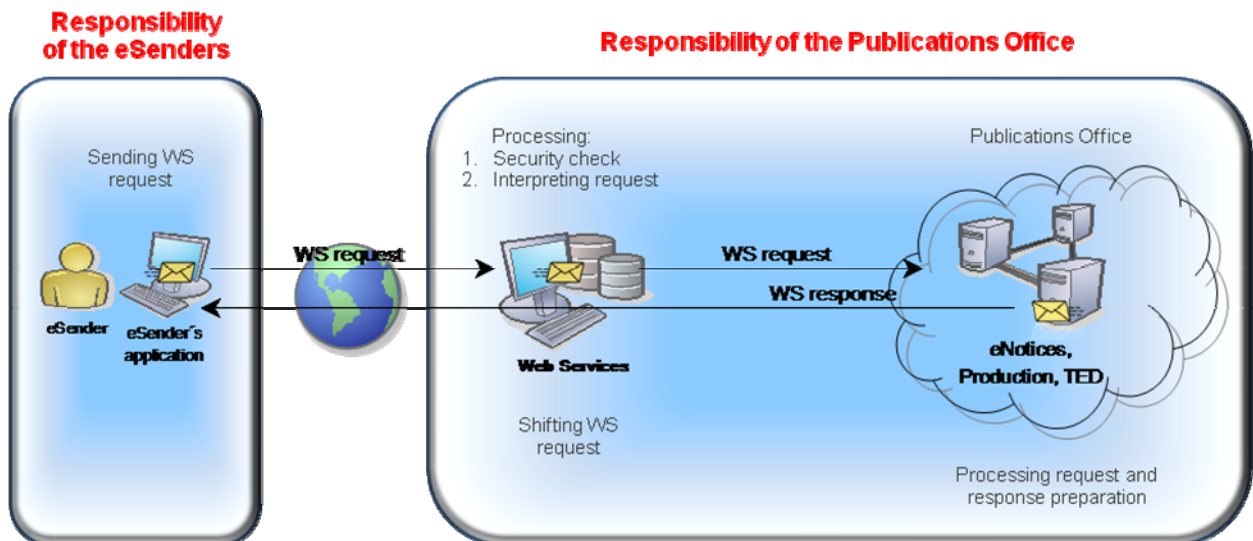 Responsibility
of the eSenders
Responsibility of the Publications Office
Sending WS
request
eSender
eSender´s
application
WS request
Processing:
1. Security check
2. Interpreting request
Web Services
Shifting WS
request
WS request
WS response
Publications Office
eNotices,
Production, TED
Processing request and
response preparation